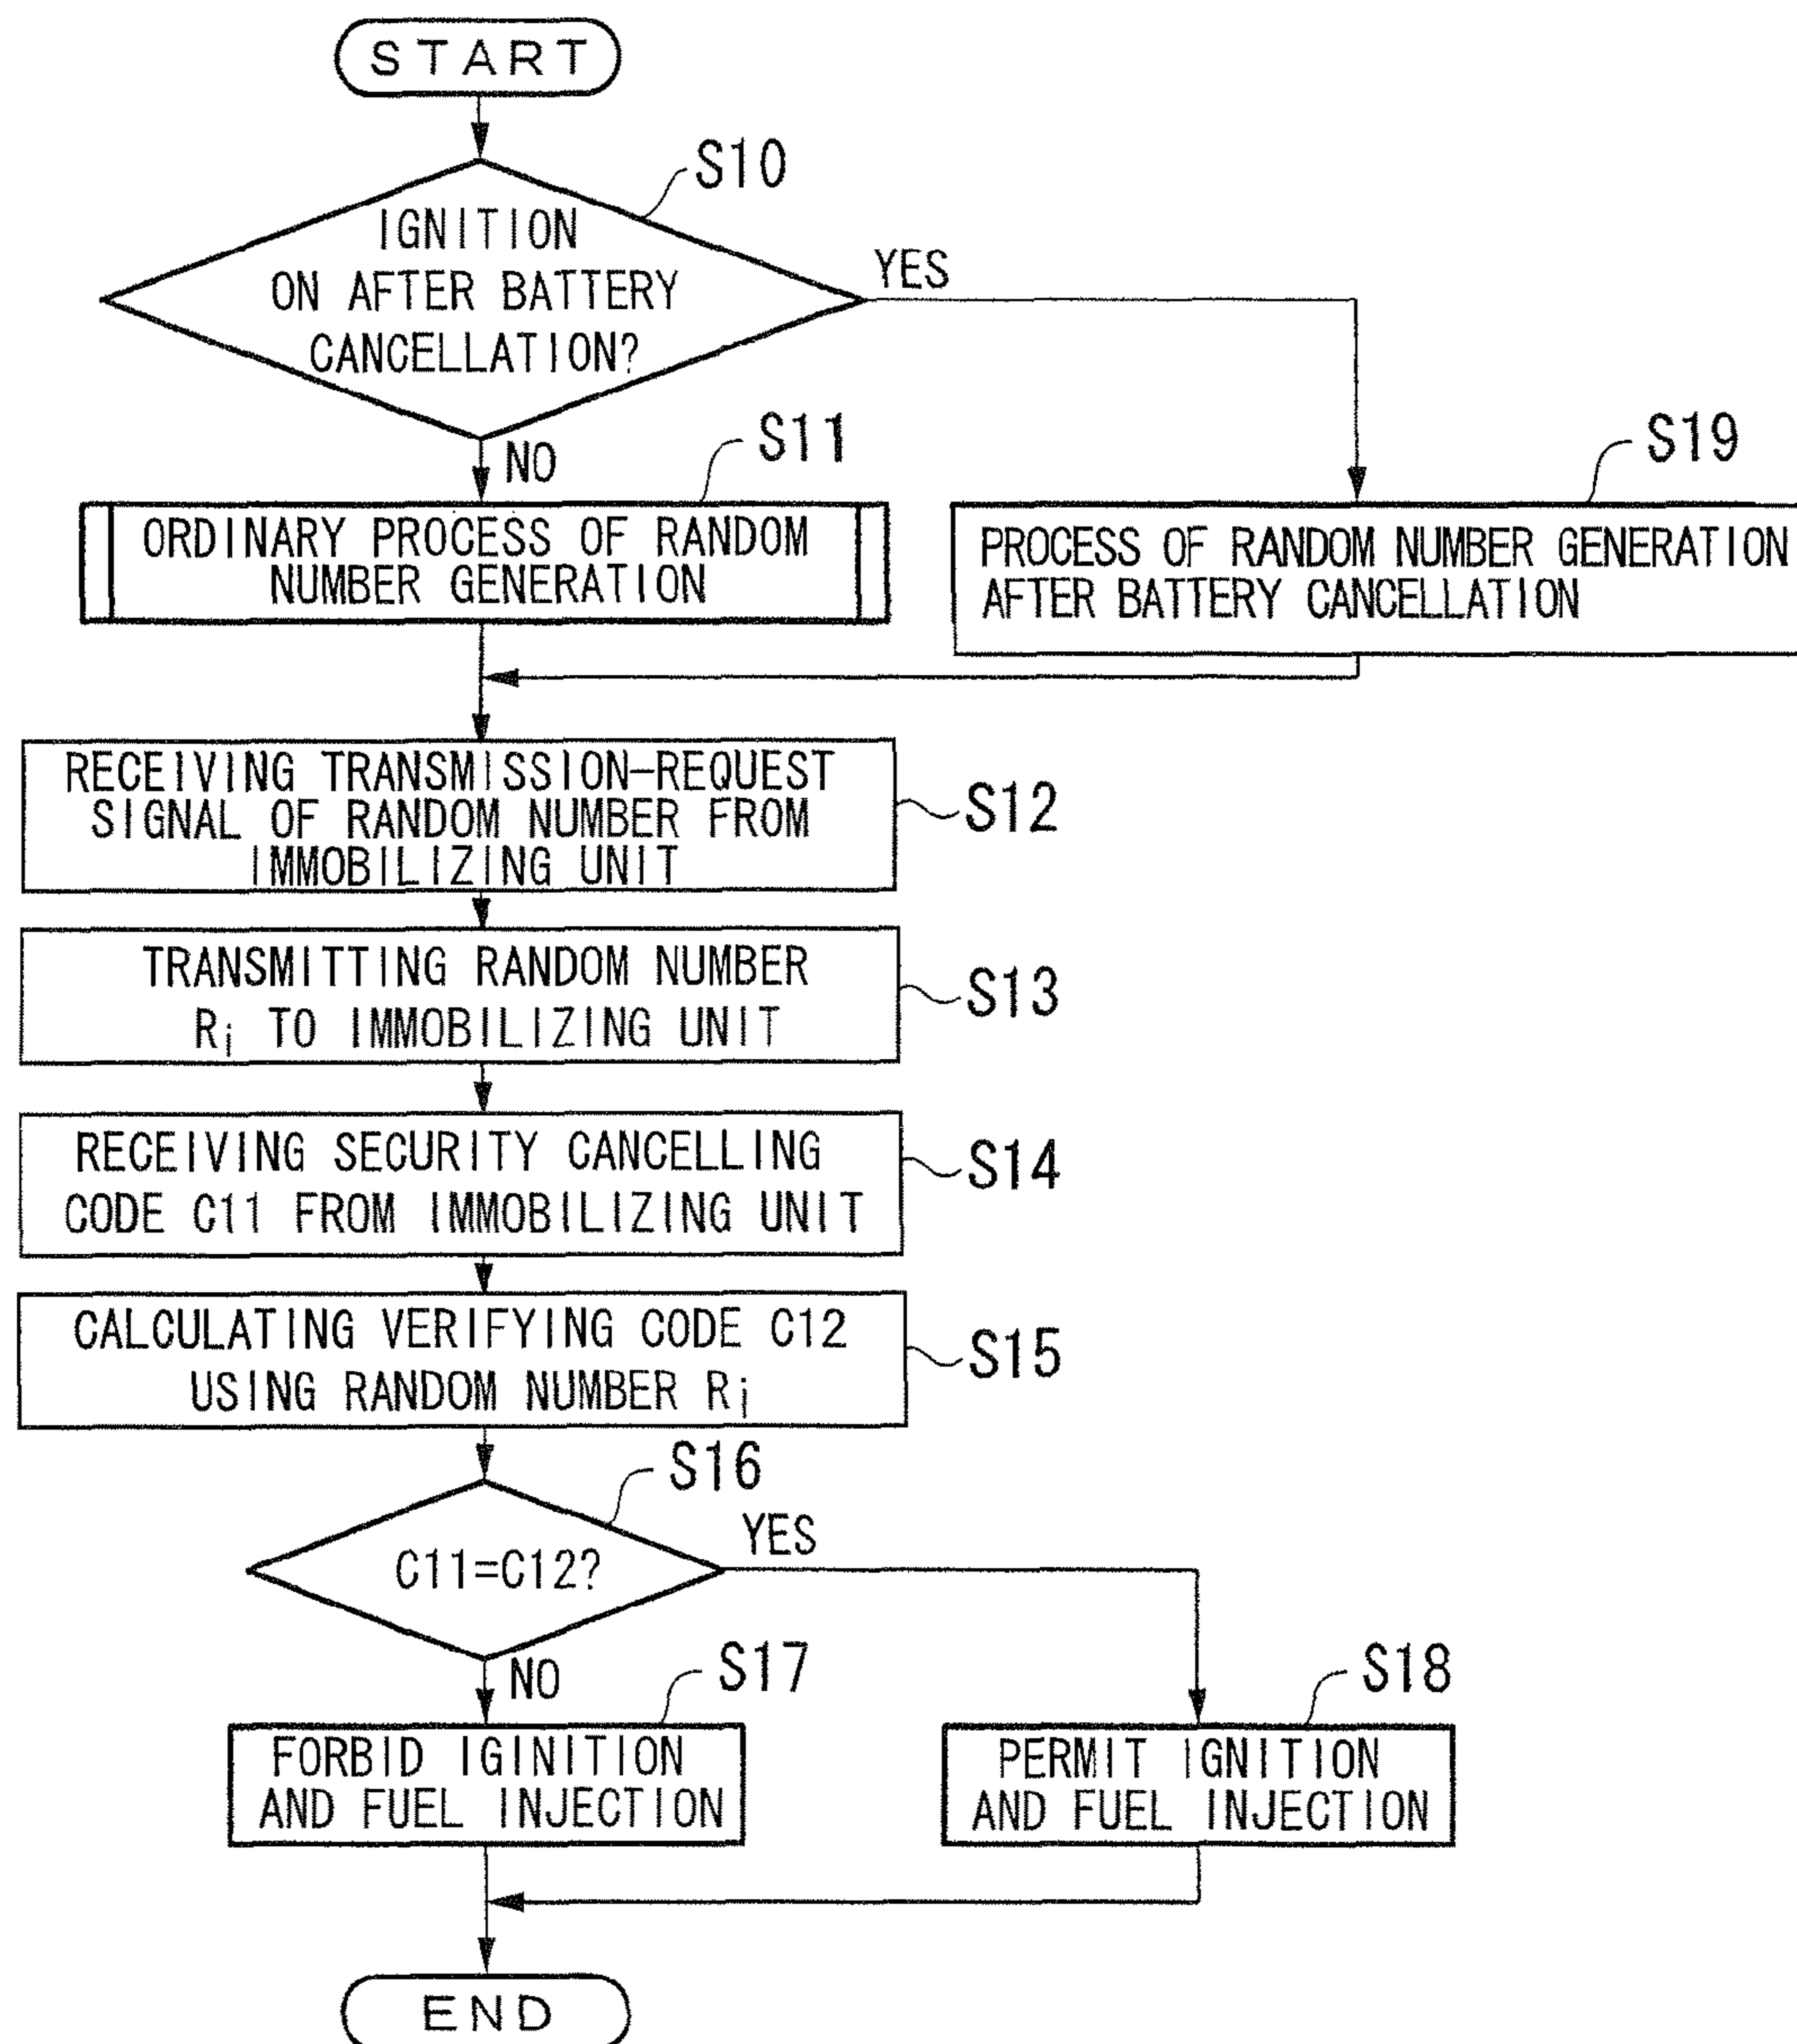 START
S10
IGNITION
ON AFTER BATTERY
CANCELLATION?
YES
NO
S11
ORDINARY PROCESS OF RANDOM
NUMBER GENERATION
S19
PROCESS OF RANDOM NUMBER GENERATION
AFTER BATTERY CANCELLATION
RECEIVING TRANSMISSION-REQUEST
SIGNAL OF RANDOM NUMBER FROM
IMMOBILIZING UNIT
S12
TRANSMITTING RANDOM NUMBER
Ri TO IMMOBILIZING UNIT
S13
RECEIVING SECURITY CANCELLING
CODE C11 FROM IMMOBILIZING UNIT
S14
CALCULATING VERIFYING CODE C12
USING RANDOM NUMBER Ri
S15
S16
C11=C12?
YES
NO
S17
FORBID IGINITION
AND FUEL INJECTION
S18
PERMIT IGNITION
AND FUEL INJECTION
END